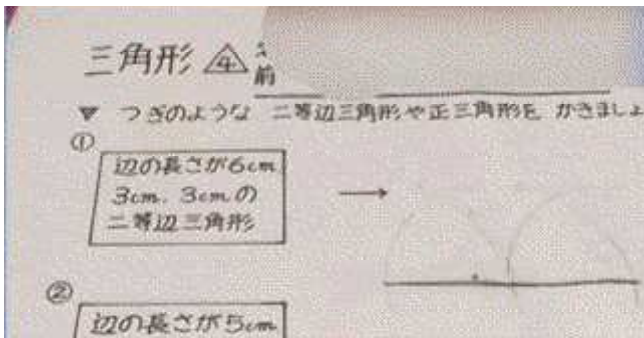 三角形 ④ 名前
▼ つぎのような 二等辺三角形や正三角形を かきましょ
①
辺の長さが6cm
3cm. 3cmの
二等辺三角形
②
辺の長さが5cm